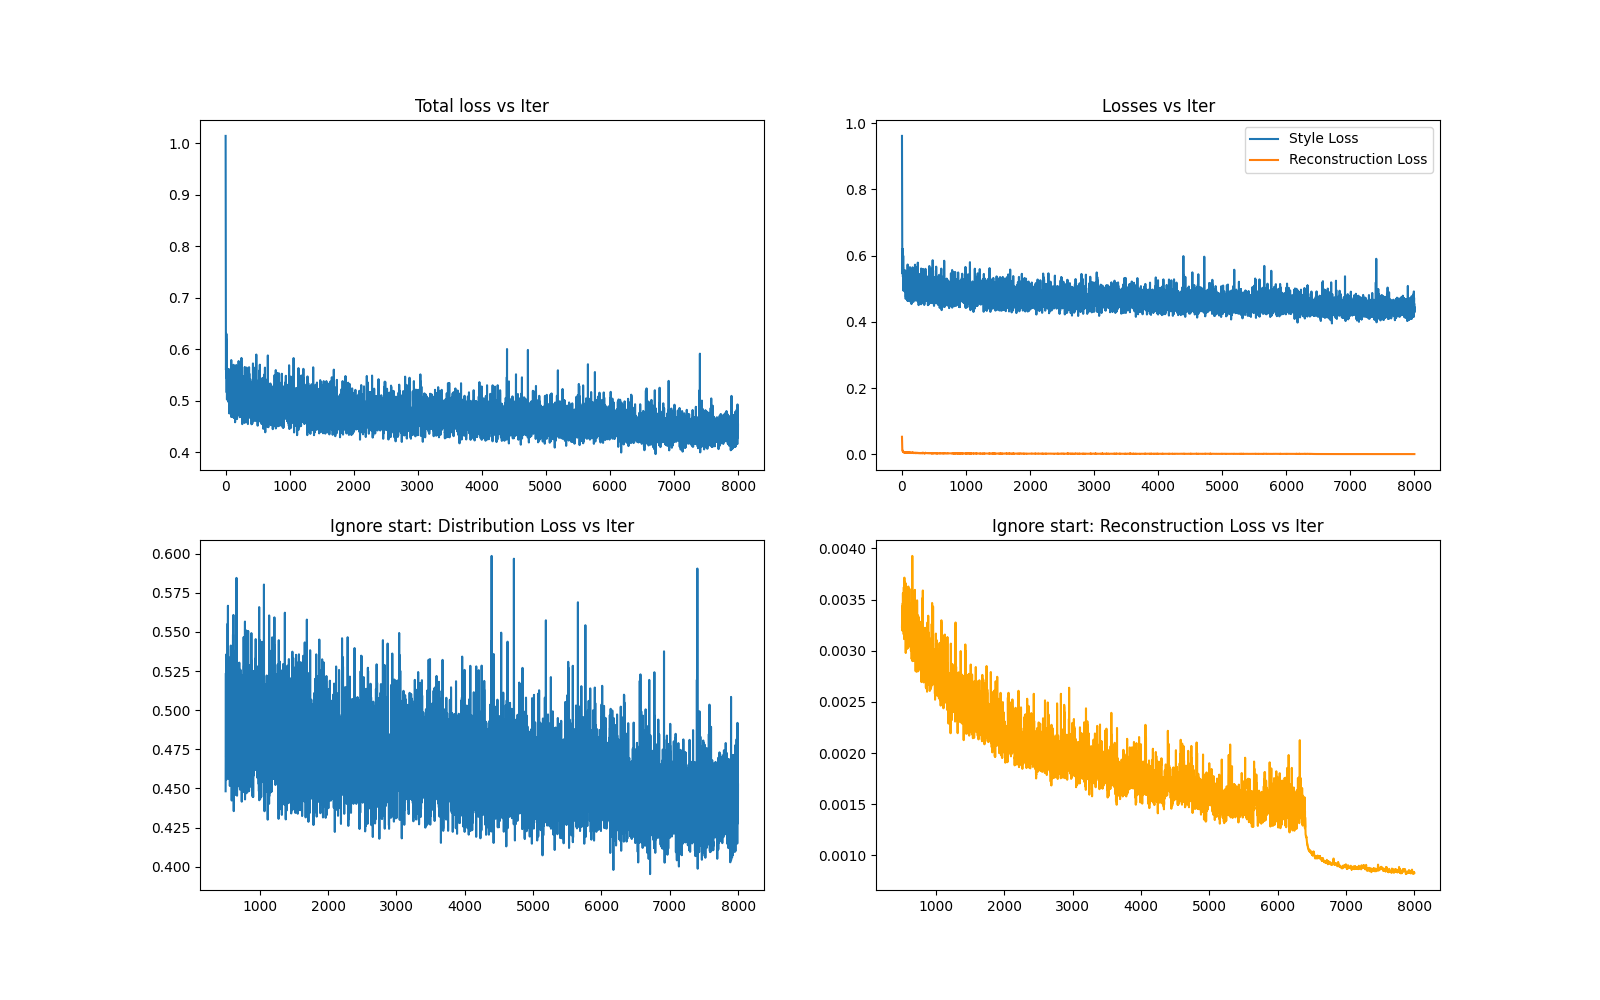 Total loss vs Iter
1.0
0.9
0.8
0.7
0.6
0.5
0.4
0 1000 2000 3000 4000 5000 6000 7000 8000
Losses vs Iter
Style Loss
Reconstruction Loss
1.0
0.8
0.6
0.4
0.2
0.0
0 1000 2000 3000 4000 5000 6000 7000 8000
Ignore start: Distribution Loss vs Iter
0.600
0.575
0.550
0.525
0.500
0.475
0.450
0.425
0.400
1000 2000 3000 4000 5000 6000 7000 8000
Ignore start: Reconstruction Loss vs Iter
0.0040
0.0035
0.0030
0.0025
0.0020
0.0015
0.0010
1000 2000 3000 4000 5000 6000 7000 8000